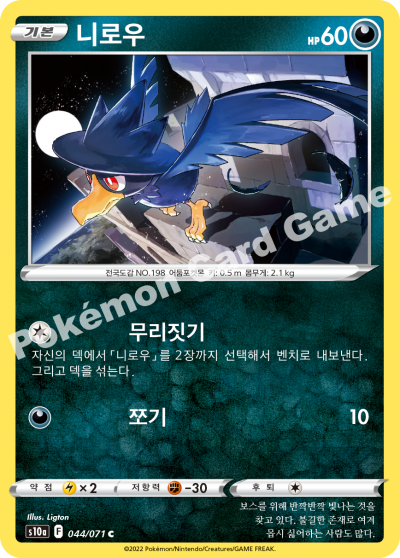 기본 니로우 HP 60
전국도감 NO.198 어둠포켓몬 키: 0.5 m 몸무게: 2.1 kg
Pokémon Card Game
무리짓기
자신의 덱에서 「니로우」를 2장까지 선택해서 벤치로 내보낸다.
그리고 덱을 섞는다.
쪼기 10
약점 ×2 저항력 -30 후퇴
Illus. Ligton
s10a F 044/071 C
보스를 위해 반짝반짝 빛나는 것을
찾고 있다. 불길한 존재로 여겨
몹시 싫어하는 사람도 많다.
©2022 Pokémon/Nintendo/Creatures/GAME FREAK.